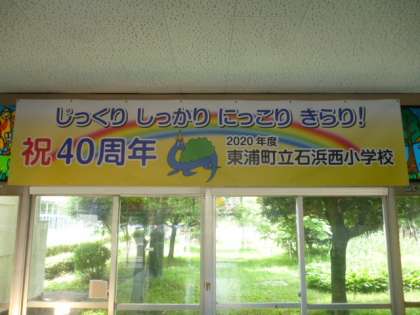 じっくり しっかり にっこり きらり!
祝 40周年
2020年度
東浦町立石浜西小学校